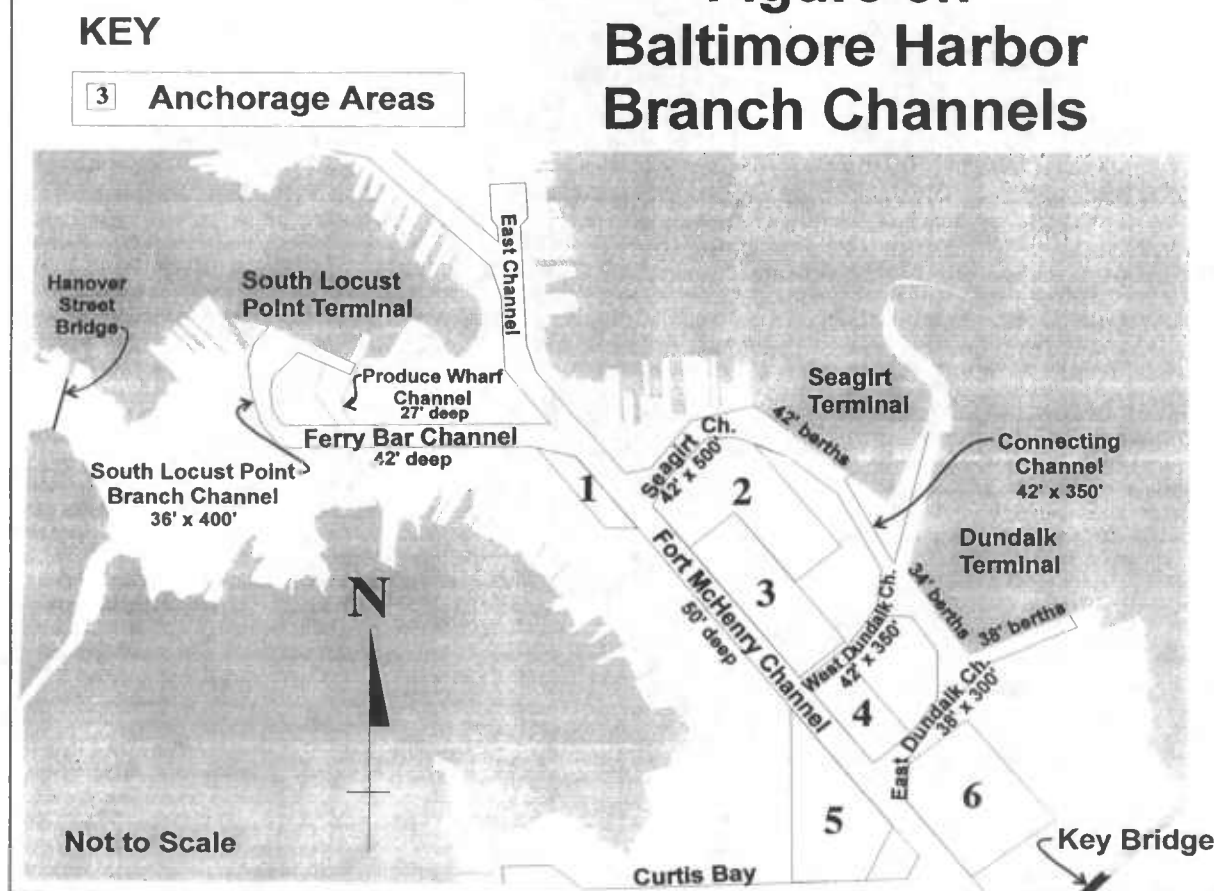 KEY
3 Anchorage Areas
Baltimore Harbor
Branch Channels
East Channel
Hanover
Street
Bridge
South Locust
Point Terminal
Produce Wharf
Channel
27' deep
Ferry Bar Channel
42' deep
South Locust Point
Branch Channel
36' x 400'
Seagirt Ch.
42' x 500'
42' berths
Seagirt
Terminal
Connecting
Channel
42' x 350'
Dundalk
Terminal
34' berths
38' berths
1
2
3
4
5
6
Fort McHenry Channel
50' deep
West Dundalk Ch.
42' x 350'
East Dundalk Ch.
38' x 300'
N
Not to Scale
Curtis Bay
Key Bridge